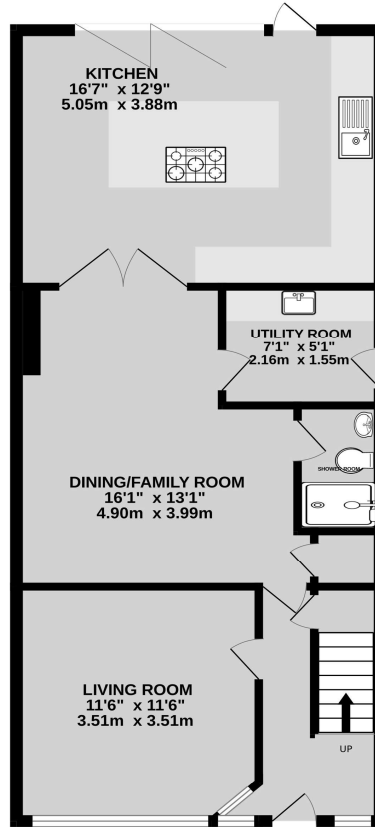 KITCHEN
16'7" x 12'9"
5.05m x 3.88m
UTILITY ROOM
7'1" x 5'1"
2.16m x 1.55m
SHOWER ROOM
DINING/FAMILY ROOM
16'1" x 13'1"
4.90m x 3.99m
LIVING ROOM
11'6" x 11'6"
3.51m x 3.51m
UP